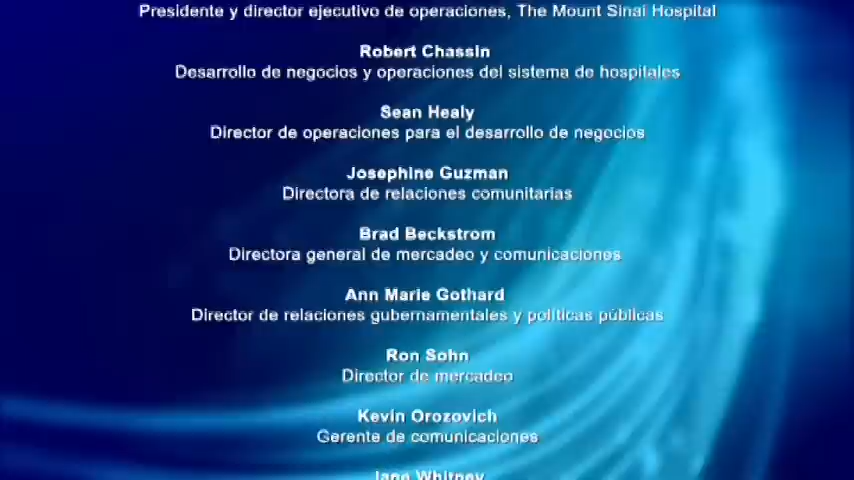 Presidente y director ejecutivo de operaciones, The Mount Sinai Hospital
Robert Chassin
Desarrollo de negocios y operaciones del sistema de hospitales
Sean Healy
Director de operaciones para el desarrollo de negocios
Josephine Guzman
Directora de relaciones comunitarias
Brad Beckstrom
Directora general de mercadeo y comunicaciones
Ann Marie Gothard
Director de relaciones gubernamentales y políticas públicas
Ron Sohn
Director de mercadeo
Kevin Orozovich
Gerente de comunicaciones
Jane Whitney